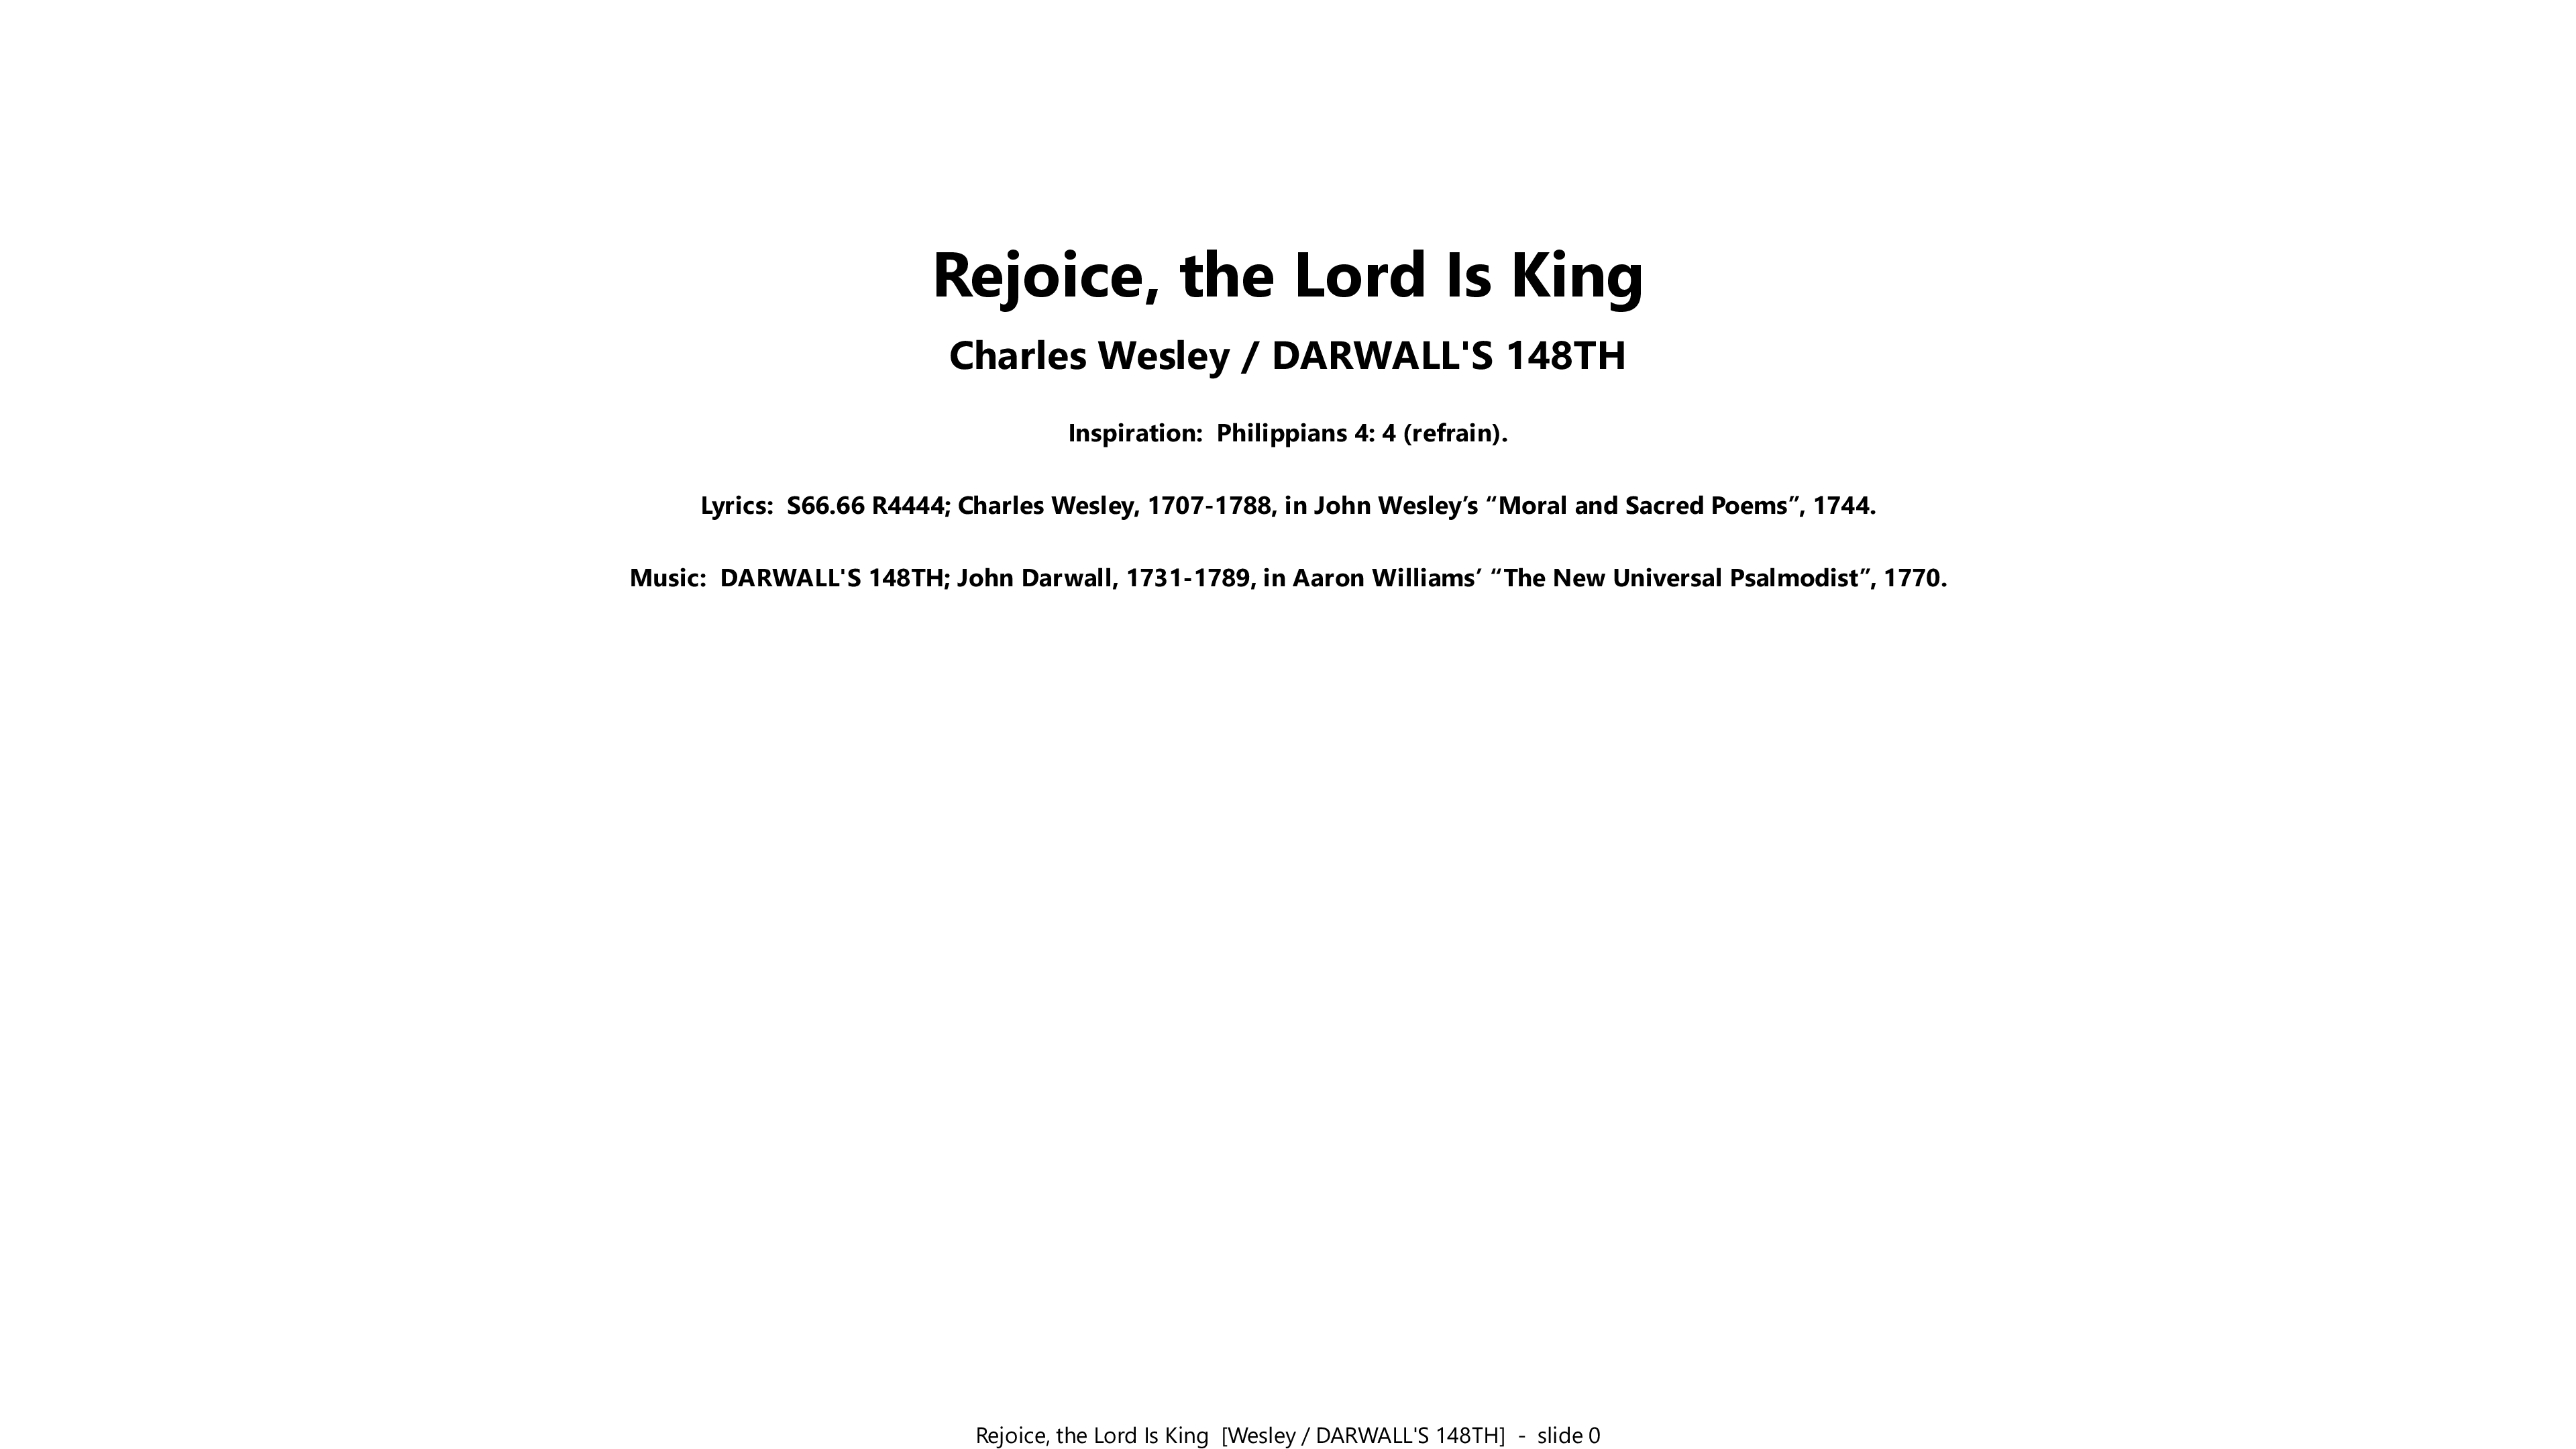 Rejoice, the Lord Is King
Charles Wesley / DARWALL'S 148TH
Inspiration:  Philippians 4: 4 (refrain).
Lyrics:  S66.66 R4444; Charles Wesley, 1707-1788, in John Wesley’s “Moral and Sacred Poems”, 1744.
Music:  DARWALL'S 148TH; John Darwall, 1731-1789, in Aaron Williams’ “The New Universal Psalmodist”, 1770.
Rejoice, the Lord Is King  [Wesley / DARWALL'S 148TH]  -  slide 0